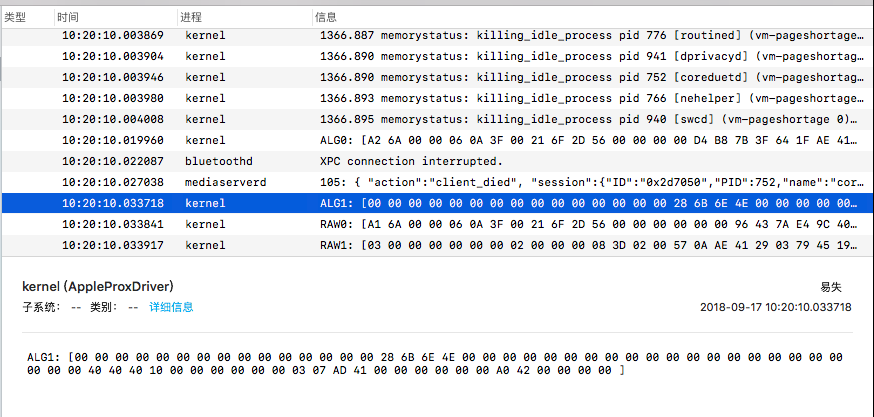 类型 时间 进程 信息
10:20:10.003869 kernel 1366.887 memorystatus: killing_idle_process pid 776 [routined] (vm-pageshortage…
10:20:10.003904 kernel 1366.890 memorystatus: killing_idle_process pid 941 [dprivacyd] (vm-pageshortag…
10:20:10.003946 kernel 1366.890 memorystatus: killing_idle_process pid 752 [coreduetd] (vm-pageshortag…
10:20:10.003980 kernel 1366.893 memorystatus: killing_idle_process pid 766 [nehelper] (vm-pageshortage…
10:20:10.004008 kernel 1366.895 memorystatus: killing_idle_process pid 940 [swcd] (vm-pageshortage 0)…
10:20:10.019960 kernel ALG0: [A2 6A 00 00 06 0A 3F 00 21 6F 2D 56 00 00 00 00 D4 B8 7B 3F 64 1F AE 41…
10:20:10.022087 bluetoothd XPC connection interrupted.
10:20:10.027038 mediaserverd 105: { "action":"client_died", "session":{"ID":"0x2d7050","PID":752,"name":"cor…
10:20:10.033718 kernel ALG1: [00 00 00 00 00 00 00 00 00 00 00 00 00 00 00 28 6B 6E 4E 00 00 00 00 00…
10:20:10.033841 kernel RAW0: [A1 6A 00 00 06 0A 3F 00 21 6F 2D 56 00 00 00 00 00 96 43 7A E4 9C 40…
10:20:10.033917 kernel RAW1: [03 00 00 00 00 00 00 02 00 00 00 08 3D 02 00 57 0A AE 41 29 03 79 45 19…
kernel (AppleProxDriver) 易失
子系统： -- 类别： -- 详细信息 2018-09-17 10:20:10.033718
ALG1: [00 00 00 00 00 00 00 00 00 00 00 00 00 00 00 28 6B 6E 4E 00 00 00 00 00 00 00 00 00 00 00 00 00 00 00 00 00 00 00
00 00 00 40 40 40 10 00 00 00 00 00 00 03 07 AD 41 00 00 00 00 00 00 A0 42 00 00 00 00 ]